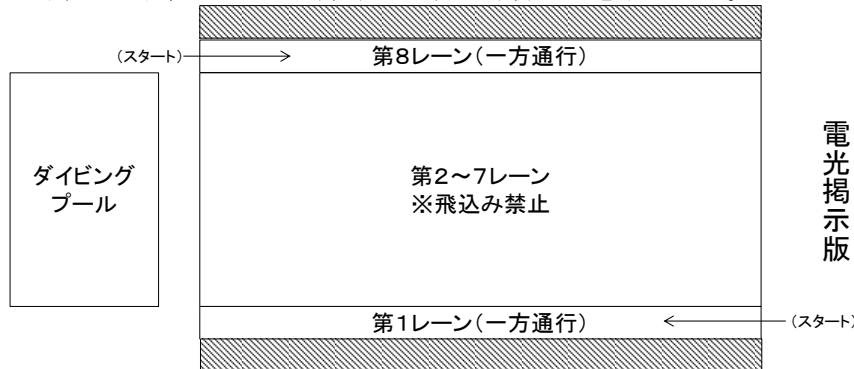 (スタート)
第8レーン(一方通行)
ダイビング
プール
第2～7レーン
※飛込み禁止
電光掲示版
第1レーン(一方通行)
(スタート)